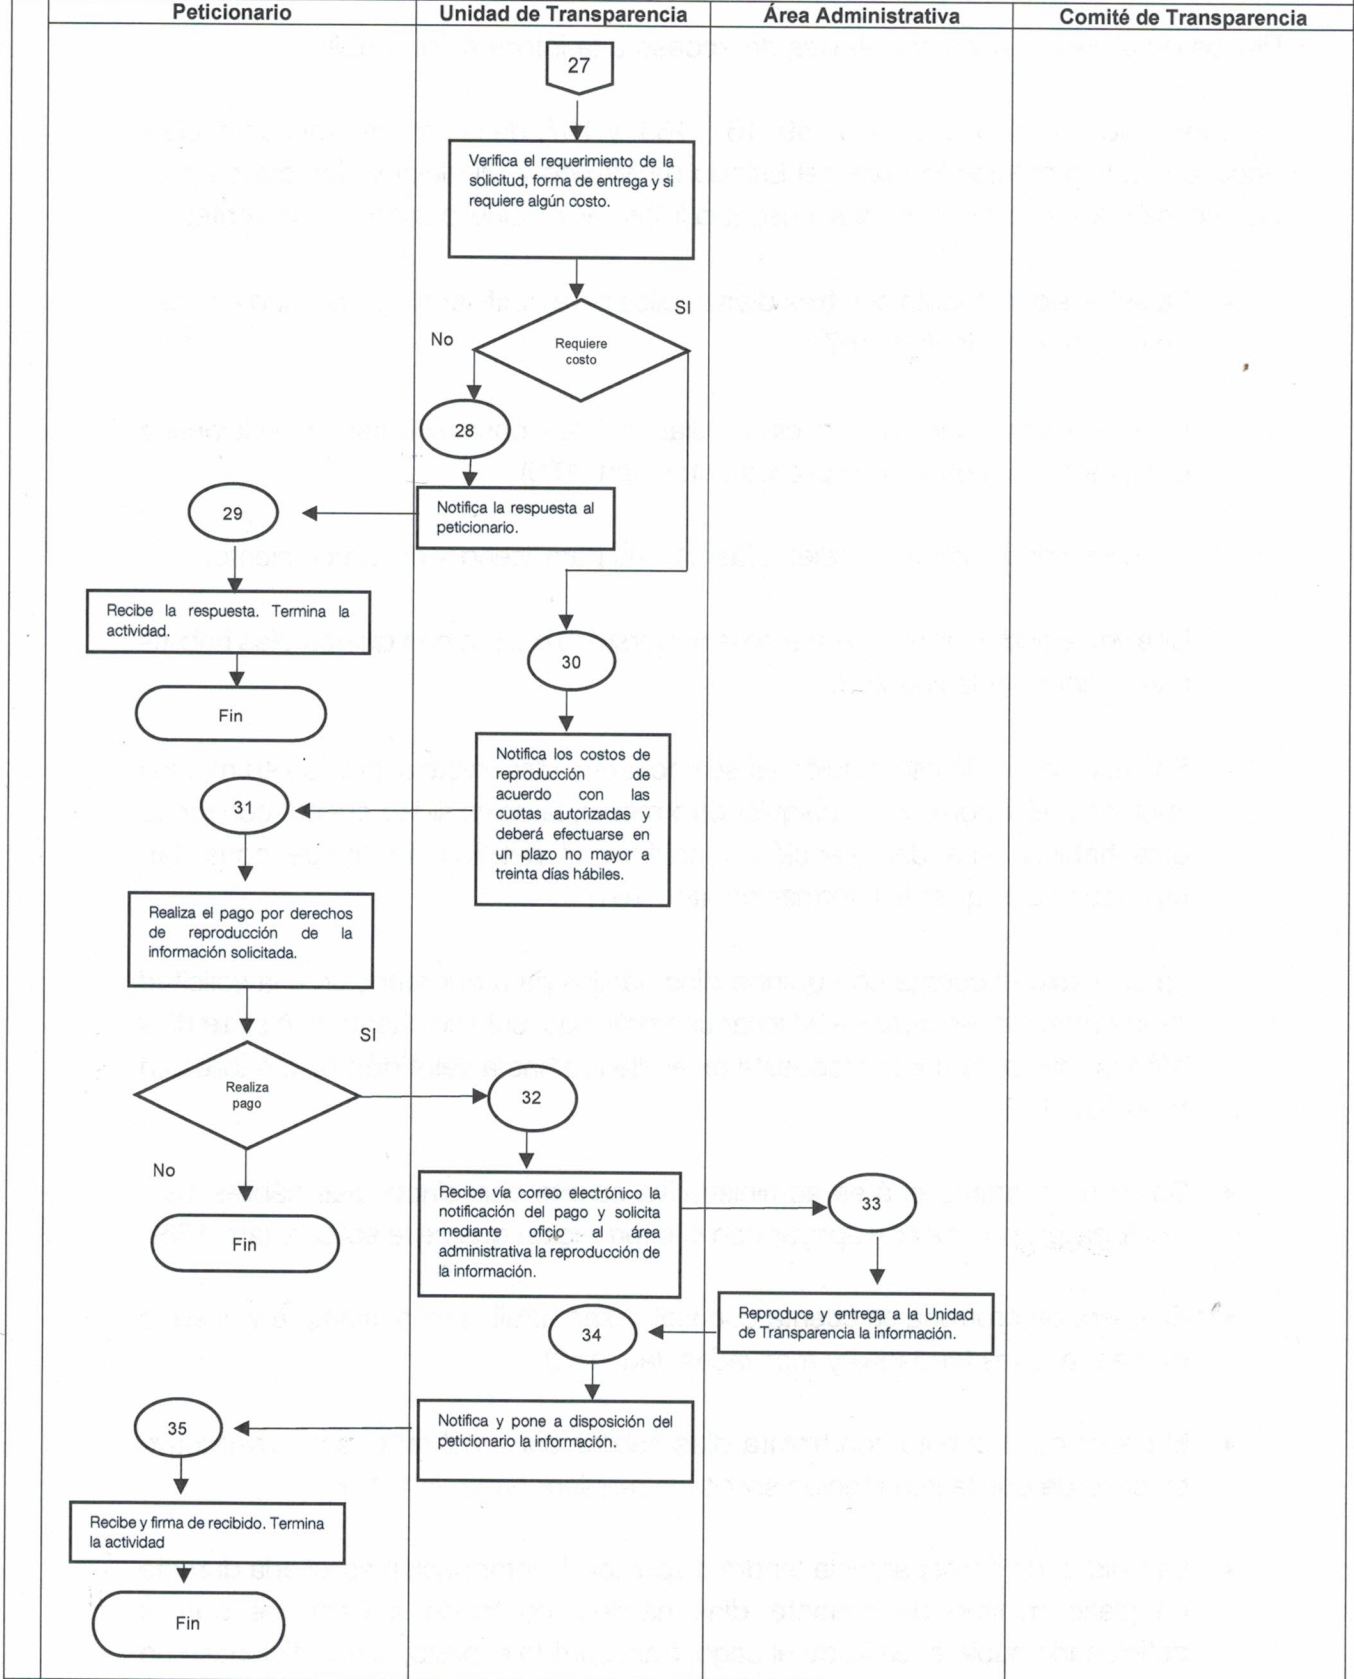 Peticionario
Unidad de Transparencia
Área Administrativa
Comité de Transparencia
27
Verifica el requerimiento de la
solicitud, forma de entrega y si
requiere algún costo.
SI
No
Requiere
costo
28
Notifica la respuesta al
peticionario.
29
Recibe la respuesta. Termina la
actividad.
Fin
30
Notifica los costos de
reproducción de
acuerdo con las
cuotas autorizadas y
deberá efectuarse en
un plazo no mayor a
treinta días hábiles.
31
Realiza el pago por derechos
de reproducción de la
información solicitada.
SI
Realiza
pago
No
Fin
32
Recibe vía correo electrónico la
notificación del pago y solicita
mediante oficio al área
administrativa la reproducción de
la información.
33
Reproduce y entrega a la Unidad
de Transparencia la información.
34
Notifica y pone a disposición del
peticionario la información.
35
Recibe y firma de recibido. Termina
la actividad
Fin